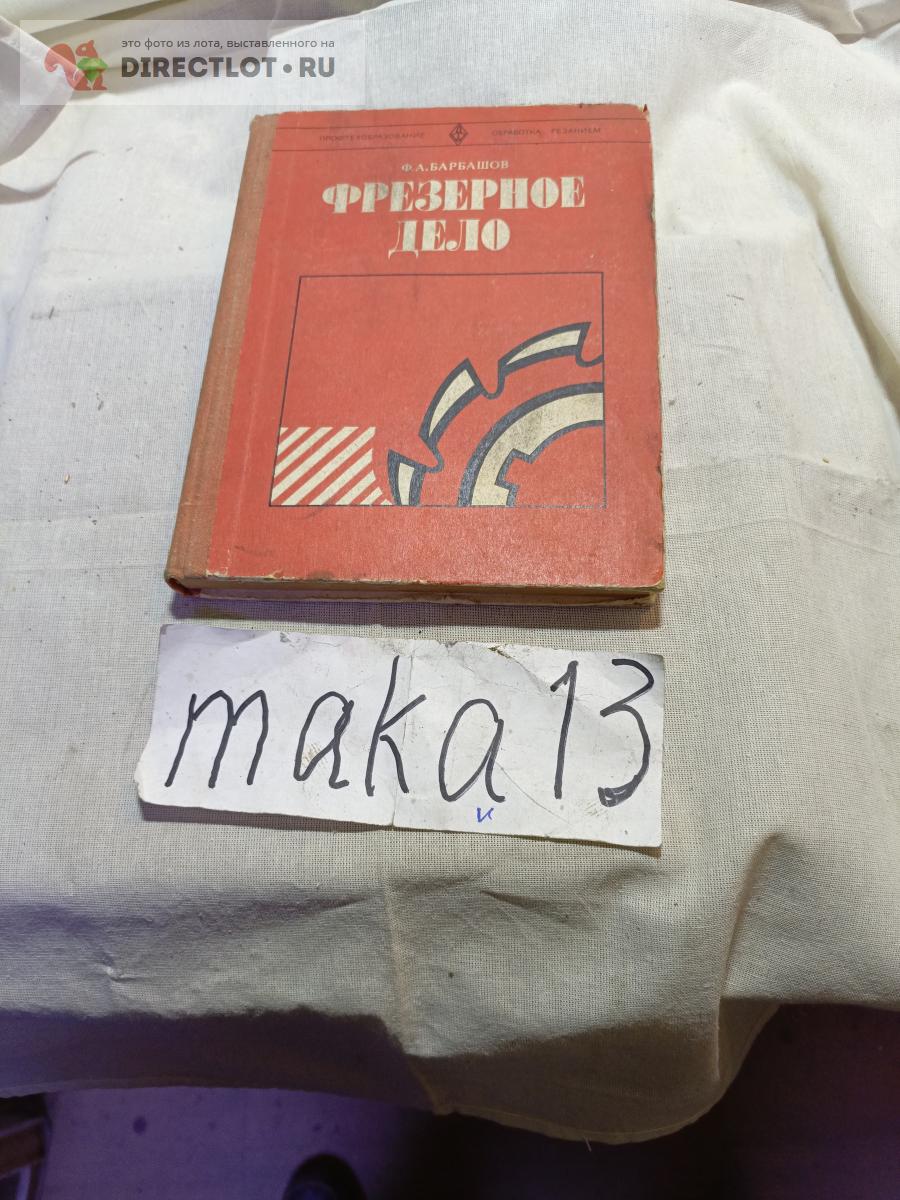 это фото из лота, выставленного на
DIRECTLOT•RU
ПРОФТЕХОБРАЗОВАНИЕ ОБРАБОТКА РЕЗАНИЕМ
Ф.А.БАРБАШОВ
ФРЕЗЕРНОЕ
ДЕЛО
maka13
и